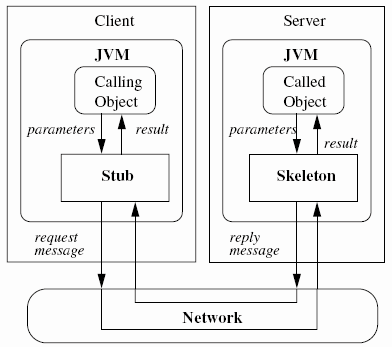 Client
JVM
Calling
Object
parameters
result
Stub
request
message
Server
JVM
Called
Object
parameters
result
Skeleton
reply
message
Network